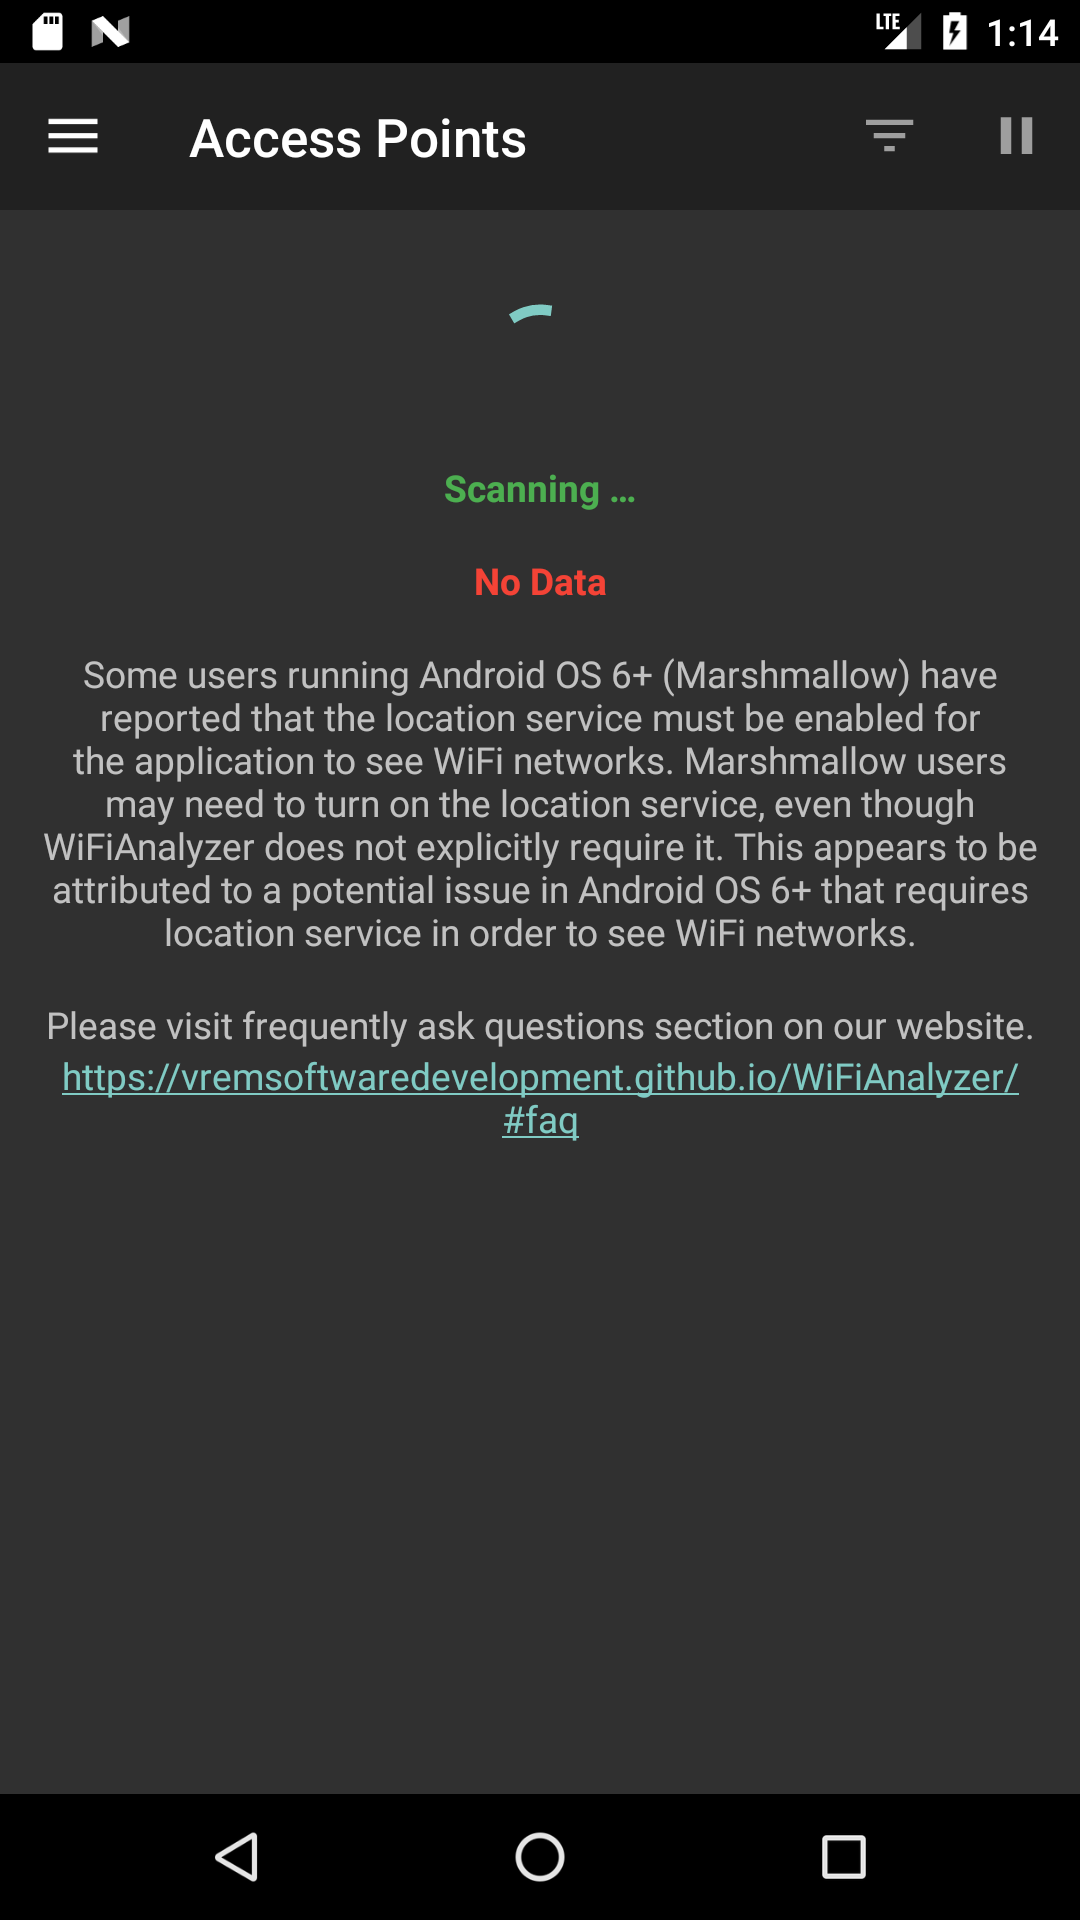 LTE 1:14
Access Points
Scanning ...
No Data
Some users running Android OS 6+ (Marshmallow) have
reported that the location service must be enabled for
the application to see WiFi networks. Marshmallow users
may need to turn on the location service, even though
WiFiAnalyzer does not explicitly require it. This appears to be
attributed to a potential issue in Android OS 6+ that requires
location service in order to see WiFi networks.
Please visit frequently ask questions section on our website.
https://vremsoftwaredevelopment.github.io/WiFiAnalyzer/
#faq